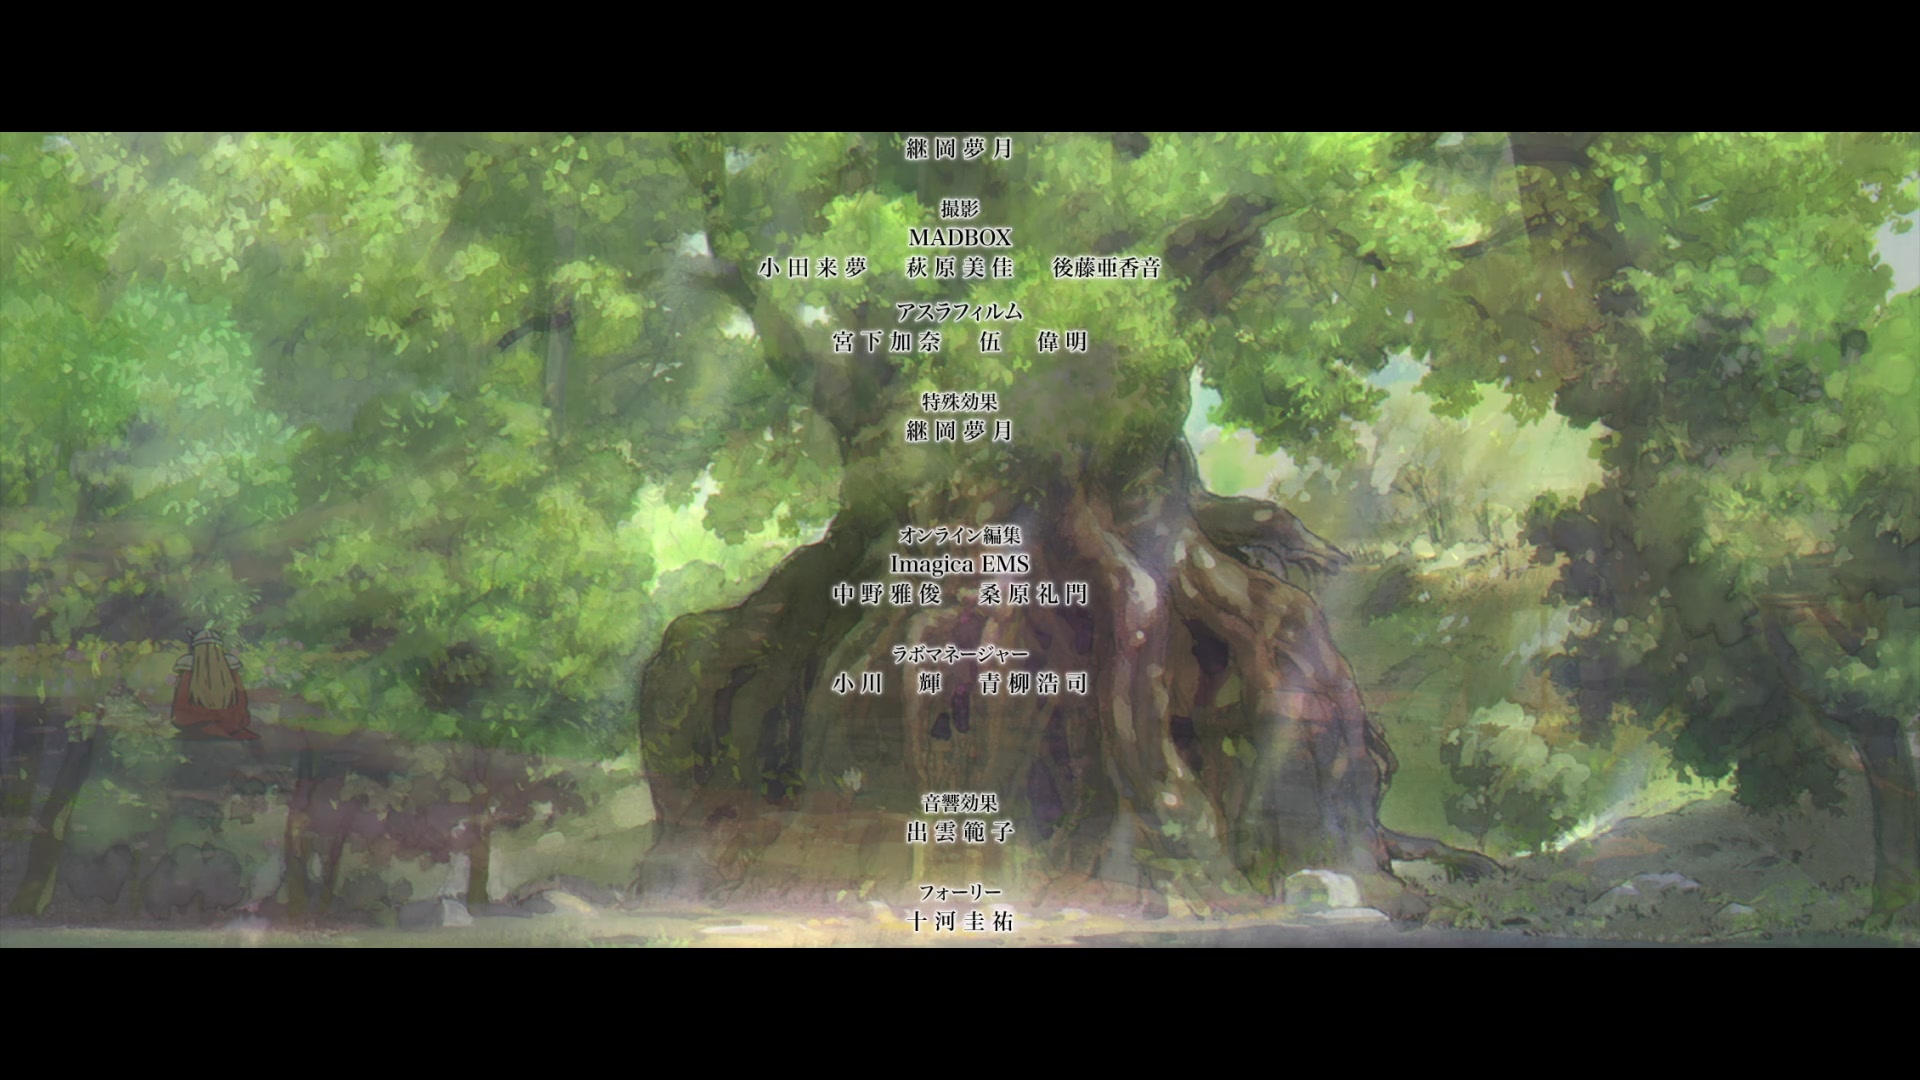 継岡夢月
撮影
MADBOX
小田来夢 萩原美佳 後藤亜香音
アスラフィルム
宮下加奈 伍 偉明
特殊効果
継岡夢月
オンライン編集
Imagica EMS
中野雅俊 桑原礼門
ラボマネージャー
小川 輝 青柳浩司
音響効果
出雲範子
フォーリー
十河圭祐